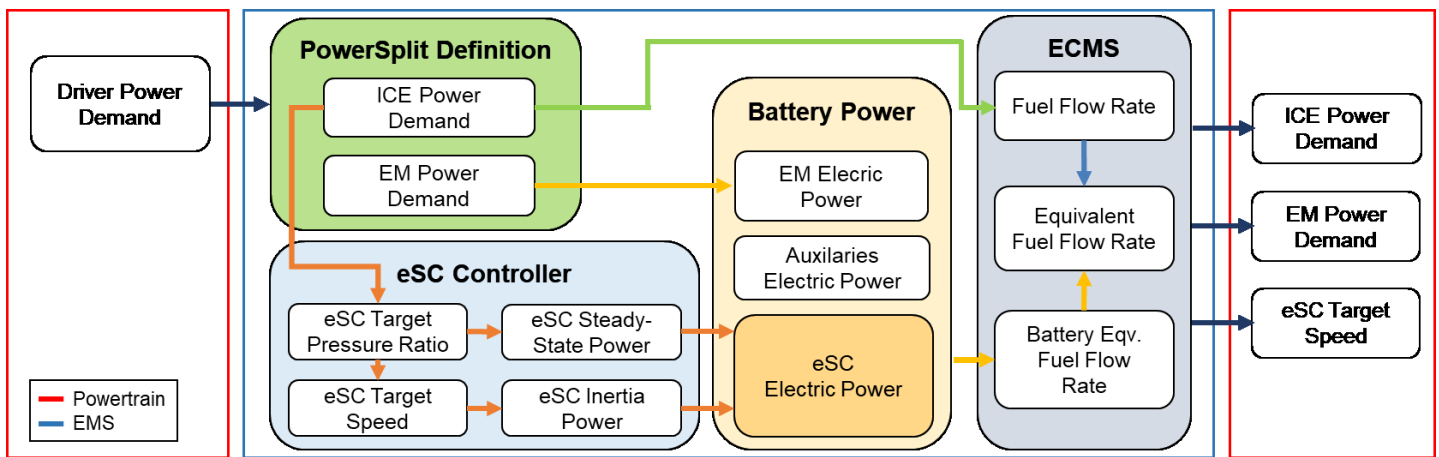 Driver Power
Demand
Powertrain
EMS
PowerSplit Definition
ICE Power
Demand
EM Power
Demand
eSC Controller
eSC Target
Pressure Ratio
eSC Steady-
State Power
eSC Target
Speed
eSC Inertia
Power
Battery Power
EM Elecric
Power
Auxilaries
Electric Power
eSC
Electric Power
ECMS
Fuel Flow Rate
Equivalent
Fuel Flow Rate
Battery Eqv.
Fuel Flow
Rate
ICE Power
Demand
EM Power
Demand
eSC Target
Speed